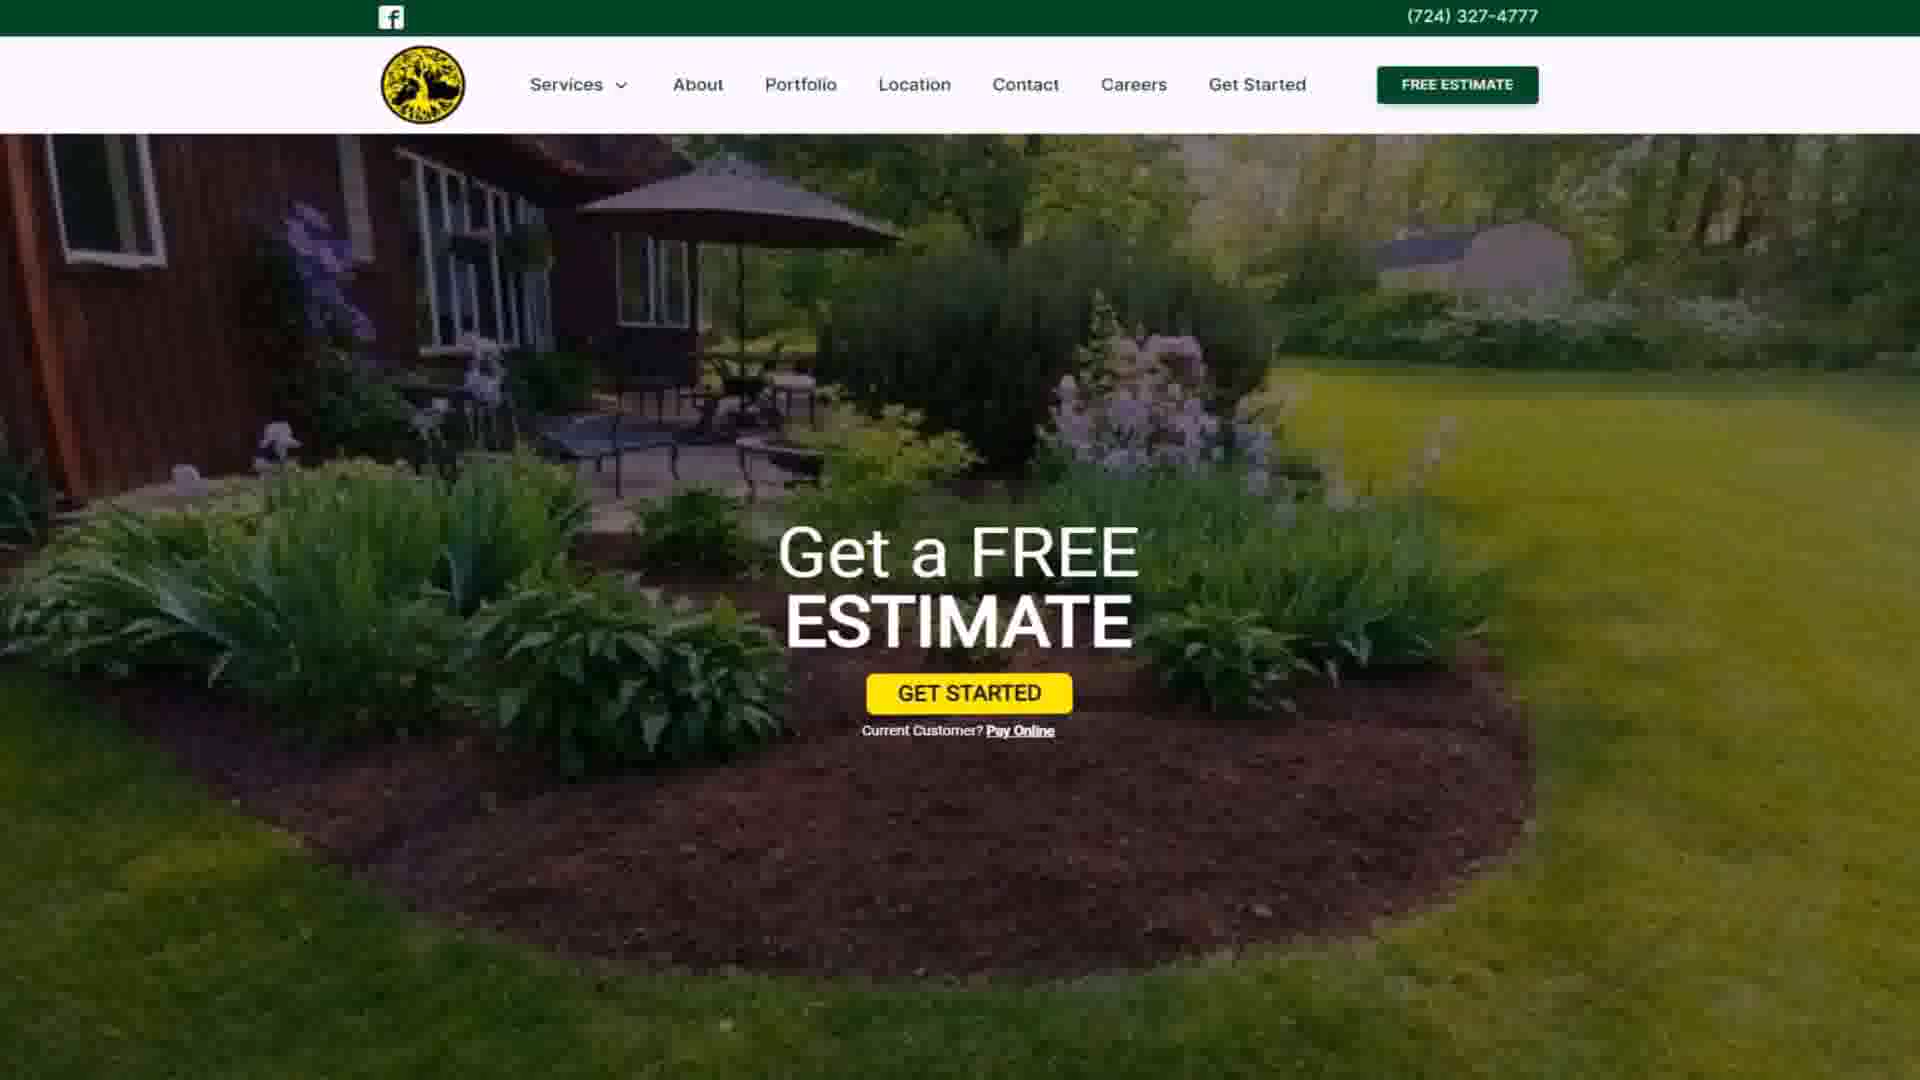 (724) 327-4777
Services
About
Portfolio
Location
Contact
Careers
Get Started
FREE ESTIMATE
Get a FREE
ESTIMATE
GET STARTED
Current Customer? Pay Online